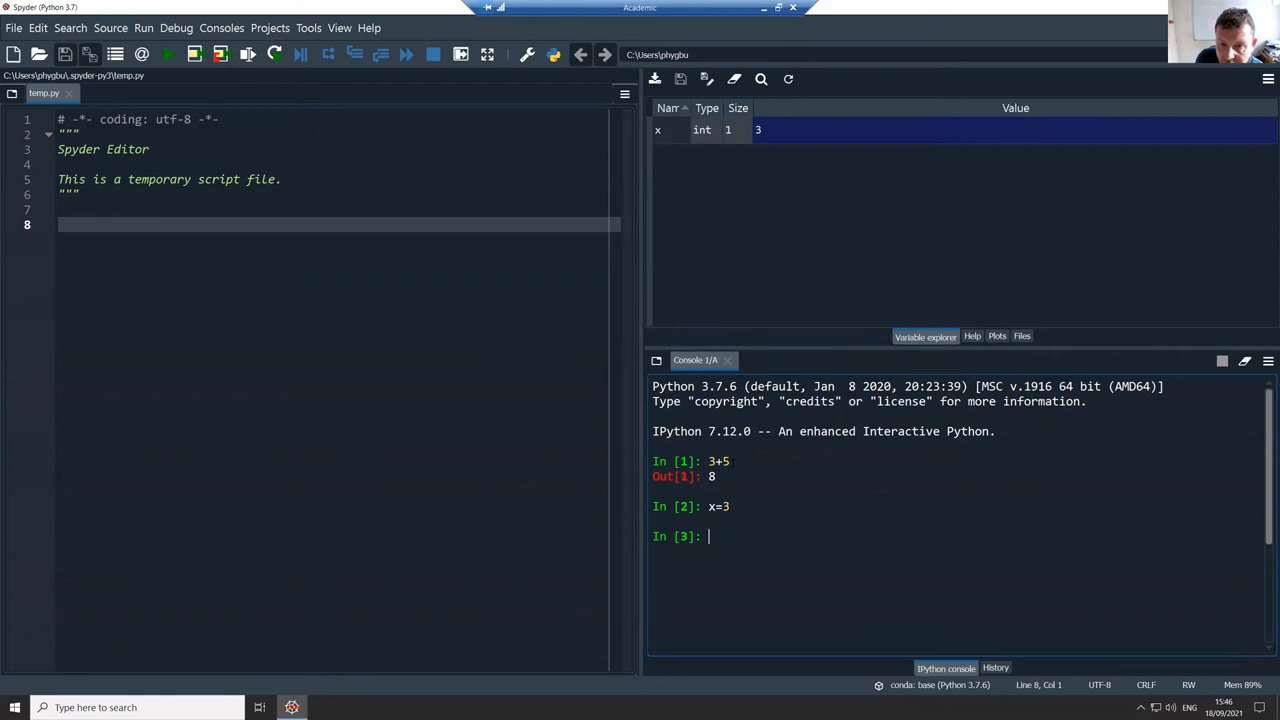 Spyder (Python 3.7)
Academic
File Edit Search Source Run Debug Consoles Projects Tools View Help
C:\Users\phygbu
C:\Users\phygbu\.spyder-py3\temp.py
temp.py
1 # -*- coding: utf-8 -*-
2 """
3 Spyder Editor
4
5 This is a temporary script file.
6 """
7
8
Nam Type Size Value
x int 1 3
Variable explorer Help Plots Files
Console 1/A
Python 3.7.6 (default, Jan  8 2020, 20:23:39) [MSC v.1916 64 bit (AMD64)]
Type "copyright", "credits" or "license" for more information.
IPython 7.12.0 -- An enhanced Interactive Python.
In [1]: 3+5
Out[1]: 8
In [2]: x=3
In [3]:
IPython console History
conda: base (Python 3.7.6) Line 8, Col 1 UTF-8 CRLF RW Mem 89%
Type here to search
ENG
15:46
18/09/2021